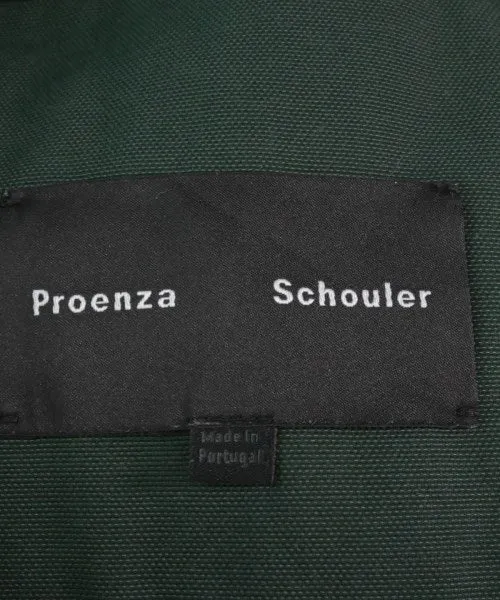 Proenza Schouler
Made in
Portugal